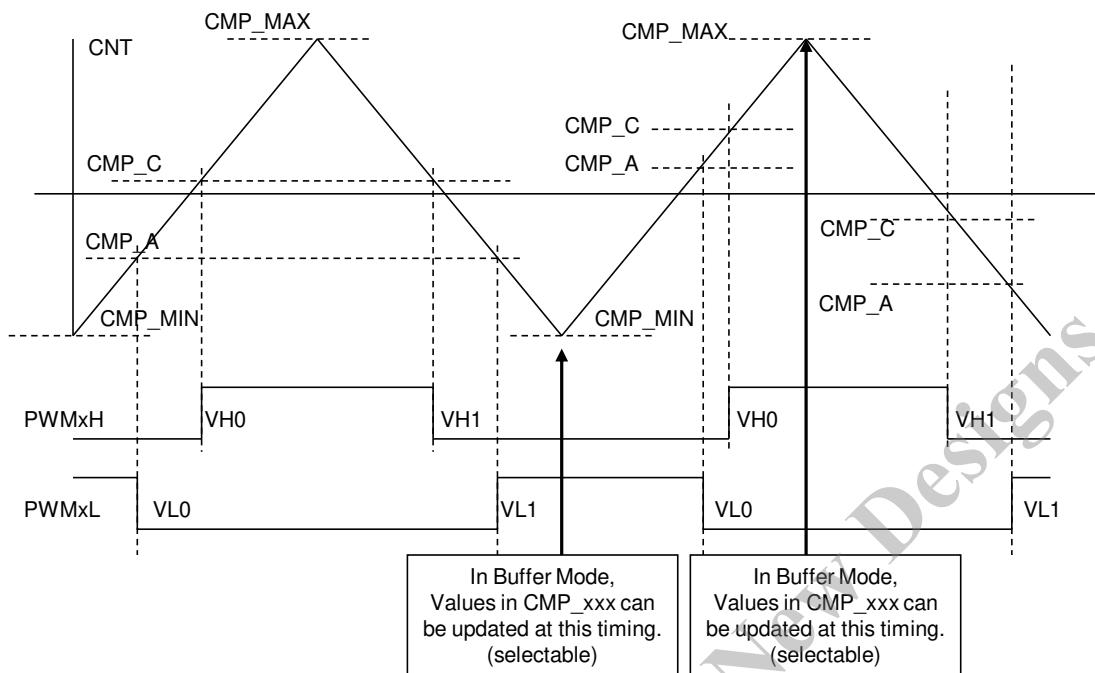 CMP_MAX
CNT
CMP_C
CMP_A
CMP_MIN
CMP_MIN
CMP_MAX
CMP_C
CMP_A
CMP_C
CMP_A
PWMxH
VH0
VH1
VH0
VH1
PWMxL
VL0
VL1
VL0
VL1
In Buffer Mode,
Values in CMP_xxx can
be updated at this timing.
(selectable)
In Buffer Mode,
Values in CMP_xxx can
be updated at this timing.
(selectable)
New Designs